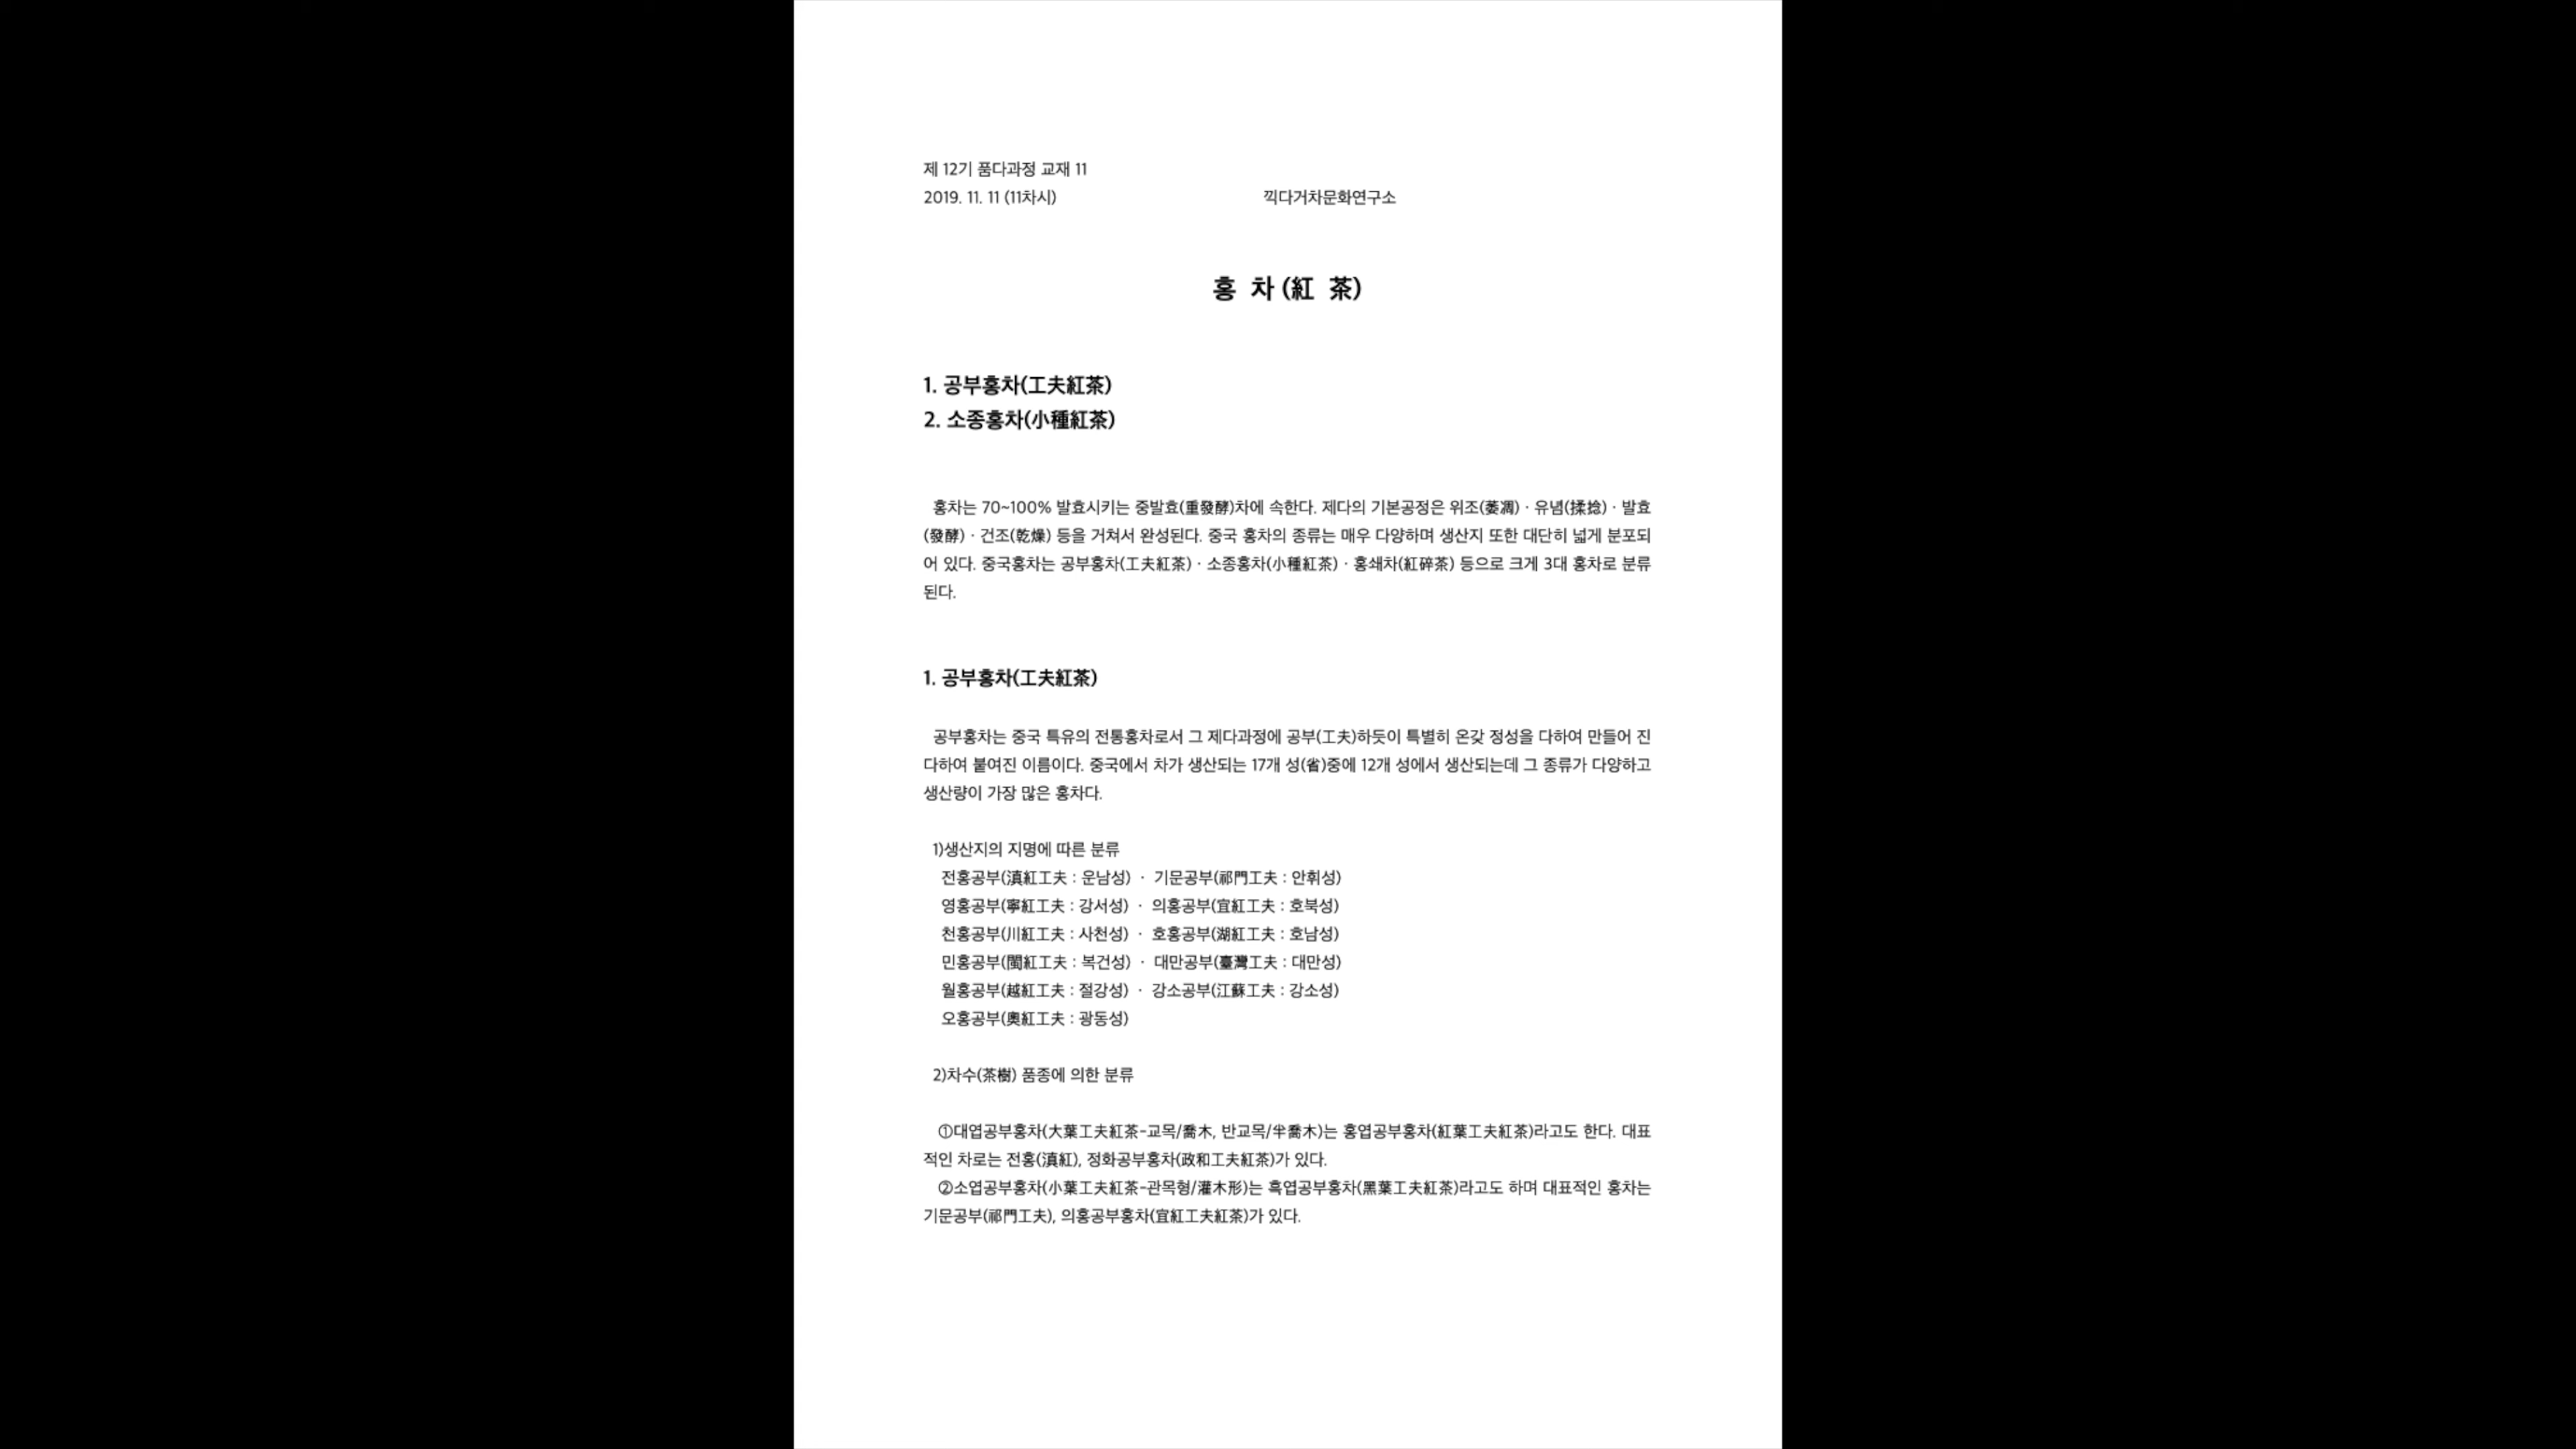 제 12기 품다과정 교재 11
2019. 11. 11 (11차시) 끽다거차문화연구소
홍 차 (紅 茶)
1. 공부홍차(工夫紅茶)
2. 소종홍차(小種紅茶)
홍차는 70~100% 발효시키는 중발효(重發酵)차에 속한다. 제다의 기본공정은 위조(萎凋) · 유념(揉捻) · 발효
(發酵) · 건조(乾燥) 등을 거쳐서 완성된다. 중국 홍차의 종류는 매우 다양하며 생산지 또한 대단히 넓게 분포되
어 있다. 중국홍차는 공부홍차(工夫紅茶) · 소종홍차(小種紅茶) · 홍쇄차(紅碎茶) 등으로 크게 3대 홍차로 분류
된다.
1. 공부홍차(工夫紅茶)
공부홍차는 중국 특유의 전통홍차로서 그 제다과정에 공부(工夫)하듯이 특별히 온갖 정성을 다하여 만들어 진
다하여 붙여진 이름이다. 중국에서 차가 생산되는 17개 성(省)중에 12개 성에서 생산되는데 그 종류가 다양하고
생산량이 가장 많은 홍차다.
1)생산지의 지명에 따른 분류
전홍공부(滇紅工夫 : 운남성) · 기문공부(祁門工夫 : 안휘성)
영홍공부(寧紅工夫 : 강서성) · 의홍공부(宜紅工夫 : 호북성)
천홍공부(川紅工夫 : 사천성) · 호홍공부(湖紅工夫 : 호남성)
민홍공부(閩紅工夫 : 복건성) · 대만공부(臺灣工夫 : 대만성)
월홍공부(越紅工夫 : 절강성) · 강소공부(江蘇工夫 : 강소성)
오홍공부(奧紅工夫 : 광동성)
2)차수(茶樹) 품종에 의한 분류
①대엽공부홍차(大葉工夫紅茶-교목/喬木, 반교목/半喬木)는 홍엽공부홍차(紅葉工夫紅茶)라고도 한다. 대표
적인 차로는 전홍(滇紅), 정화공부홍차(政和工夫紅茶)가 있다.
②소엽공부홍차(小葉工夫紅茶-관목형/灌木形)는 흑엽공부홍차(黑葉工夫紅茶)라고도 하며 대표적인 홍차는
기문공부(祁門工夫), 의홍공부홍차(宜紅工夫紅茶)가 있다.